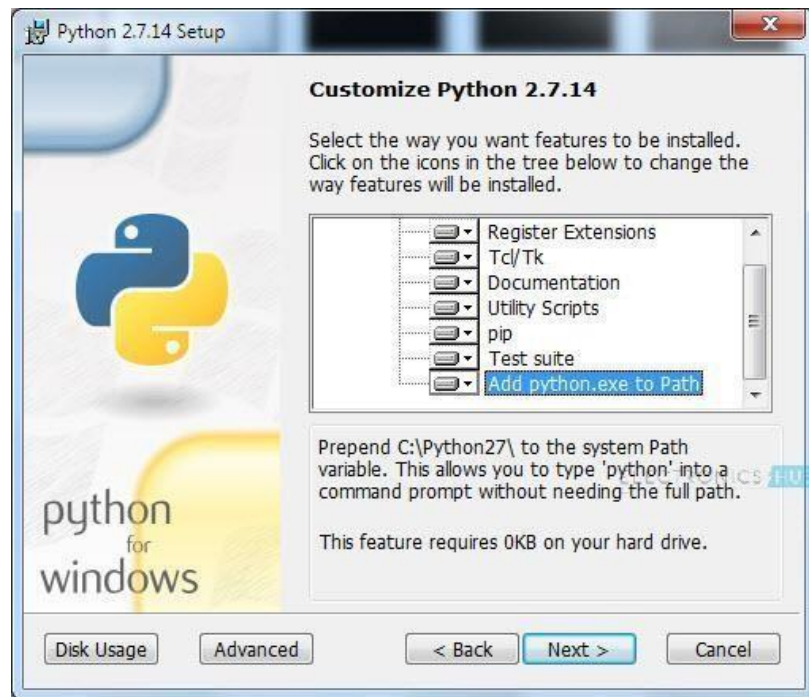 Python 2.7.14 Setup
x
Customize Python 2.7.14
Select the way you want features to be installed.
Click on the icons in the tree below to change the
way features will be installed.
Register Extensions
Tcl/Tk
Documentation
Utility Scripts
pip
Test suite
Add python.exe to Path
Prepend C:\Python27\ to the system Path
variable. This allows you to type 'python' into a
command prompt without needing the full path.
ELECTRONICS HUB
This feature requires 0KB on your hard drive.
python
for
windows
Disk Usage
Advanced
< Back
Next >
Cancel